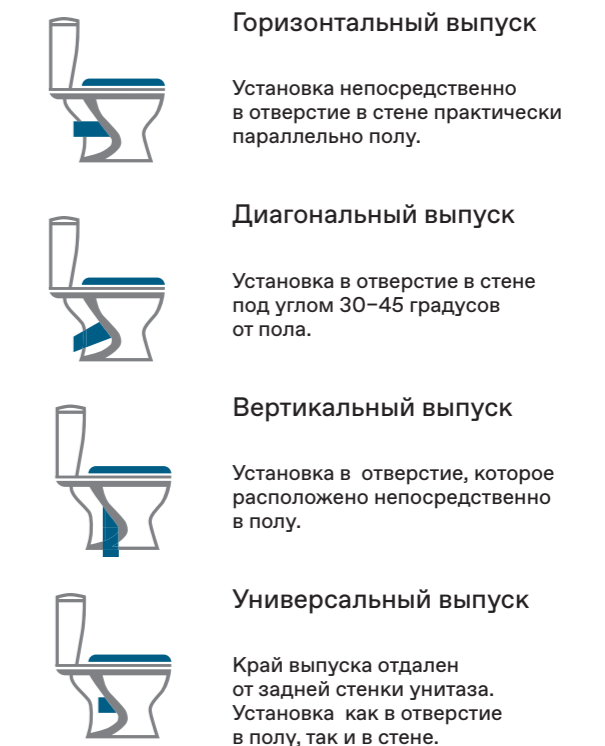 Горизонтальный выпуск
Установка непосредственно
в отверстие в стене практически
параллельно полу.
Диагональный выпуск
Установка в отверстие в стене
под углом 30–45 градусов
от пола.
Вертикальный выпуск
Установка в  отверстие, которое
расположено непосредственно
в полу.
Универсальный выпуск
Край выпуска отдален
от задней стенки унитаза.
Установка  как в отверстие
в полу, так и в стене.